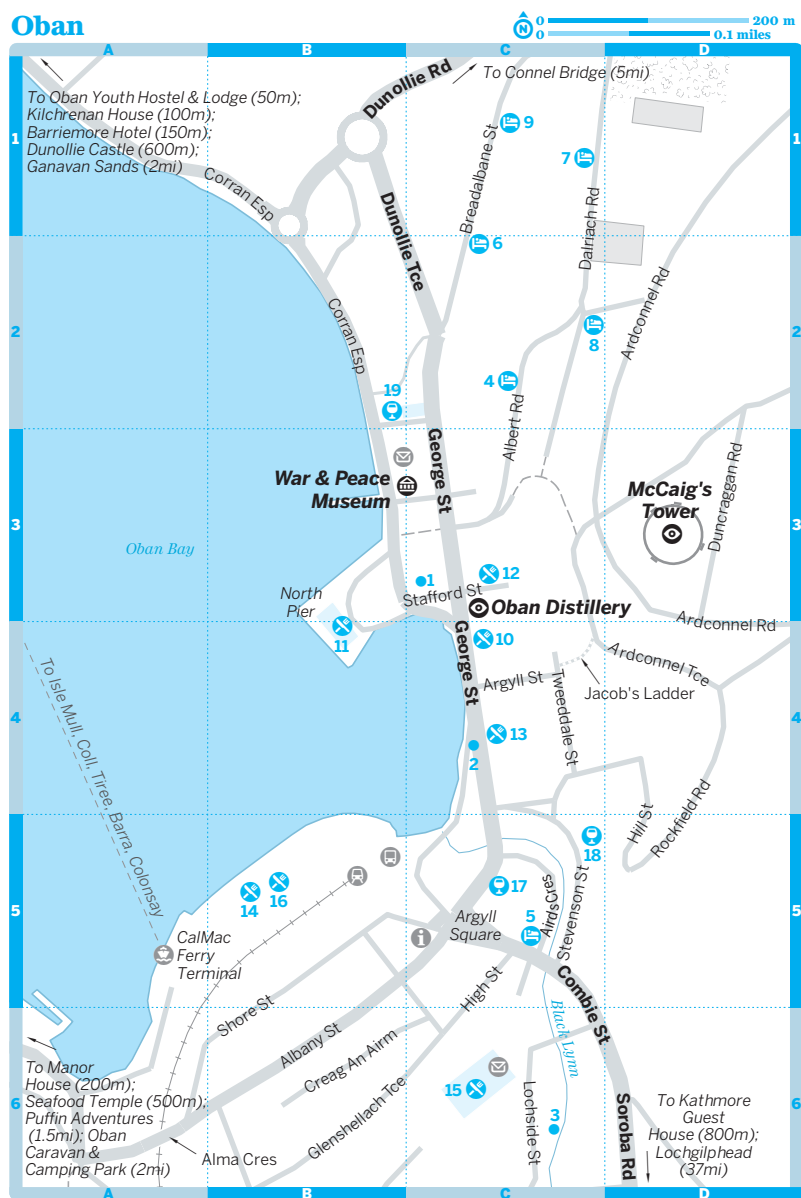 Oban
N
0 200 m
0 0.1 miles
A B C D
To Connel Bridge (5mi)
Dunollie Rd
To Oban Youth Hostel & Lodge (50m);
Kilchrenan House (100m);
Barriemore Hotel (150m);
Dunollie Castle (600m);
Ganavan Sands (2mi)
1
1
9
7
Corran Esp
Breadalbane St
Dalriach Rd
Dunollie Tce
6
2
2
Corran Esp
Ardconnel Rd
8
4
19
Albert Rd
George St
War & Peace
Museum
McCaig's
Tower
Duncraggan Rd
3
3
Oban Bay
12
1
North
Pier
Stafford St
Oban Distillery
11
George St
10
Ardconnel Rd
Ardconnel Tce
Argyll St
Tweeddale St
Jacob's Ladder
4
4
To Isle Mull, Coll, Tiree, Barra, Colonsay
13
2
Hill St
Rockfield Rd
18
17
14
16
5
5
5
Airds Cres
Stevenson St
Argyll
Square
i
CalMac
Ferry
Terminal
High St
Combie St
Shore St
Black Lynn
Albany St
Creag An Airm
Glenshellach Tce
15
Lochside St
3
6
6
Soroba Rd
To Manor
House (200m);
Seafood Temple (500m);
Puffin Adventures
(1.5mi); Oban
Caravan &
Camping Park (2mi)
Alma Cres
To Kathmore
Guest
House (800m);
Lochgilphead
(37mi)
A B C D